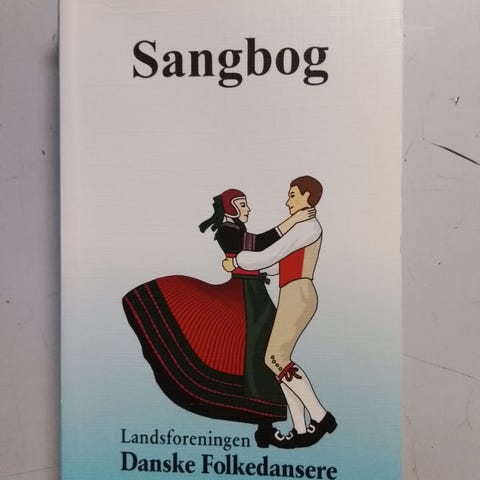 Sangbog
Landsforeningen
Danske Folkedansere